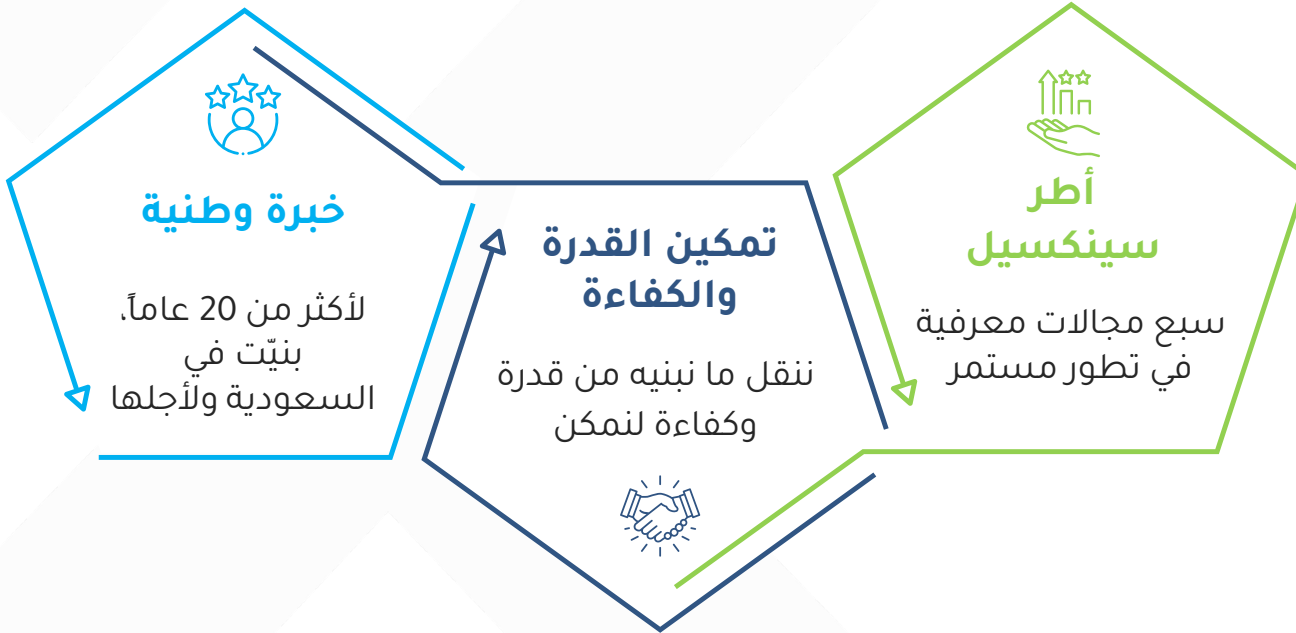 أطر
سينكسيل
سبع مجالات معرفية
في تطور مستمر
تمكين القدرة
والكفاءة
ننقل ما نبنيه من قدرة
وكفاءة لنمكن
خبرة وطنية
لأكثر من 20 عاماً،
بنيّت في
السعودية ولأجلها